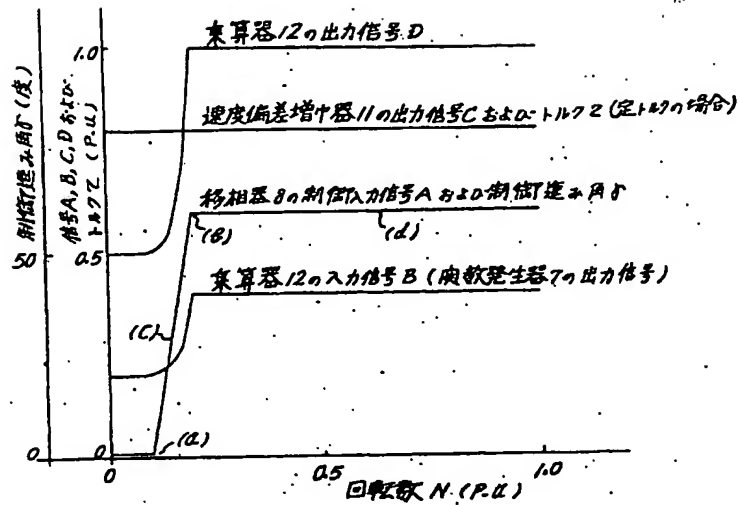 乗算器12の出力信号D
1.0
速度偏差増巾器11の出力信号CおよびトルクZ (定トルクの場合)
移相器8の制御入力信号Aおよび制御進み角γ
(B)
(d)
乗算器12の入力信号B (関数発生器7の出力信号)
(C)
(a)
制御進み角γ (度)
信号A, B, C, Dおよび
トルクZ (P.U.)
50
0.5
0
0
0
0.5
1.0
回転数 N (P.U)